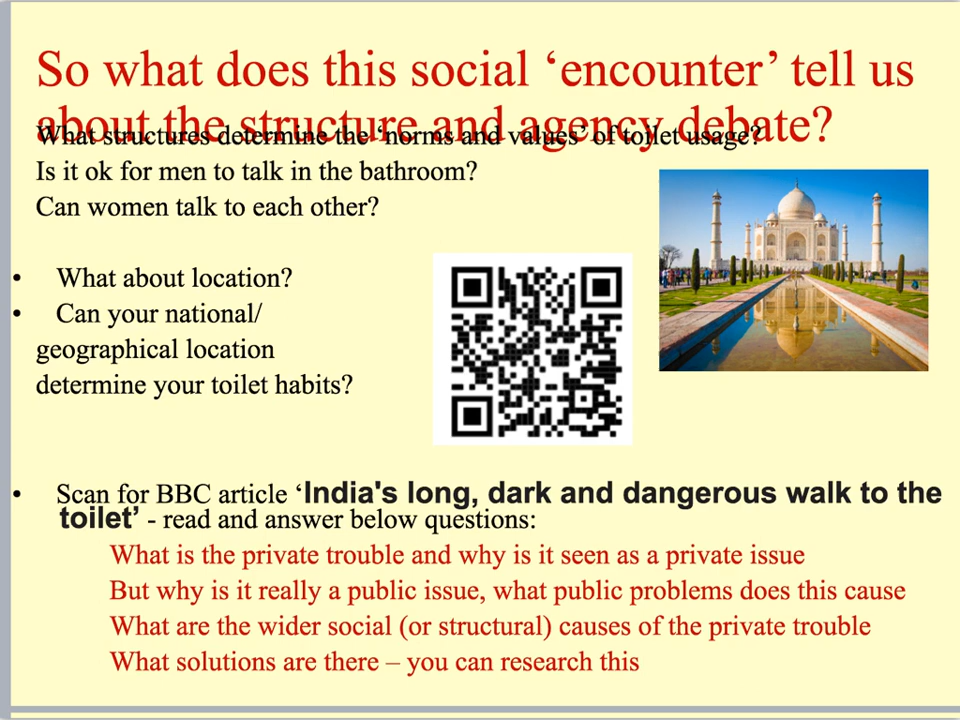 So what does this social ‘encounter’ tell us
about the structure and agency debate?
What structures determine the ‘norms and values’ of toilet usage?
Is it ok for men to talk in the bathroom?
Can women talk to each other?
• What about location?
• Can your national/
geographical location
determine your toilet habits?
• Scan for BBC article ‘India's long, dark and dangerous walk to the
toilet’ - read and answer below questions:
What is the private trouble and why is it seen as a private issue
But why is it really a public issue, what public problems does this cause
What are the wider social (or structural) causes of the private trouble
What solutions are there – you can research this